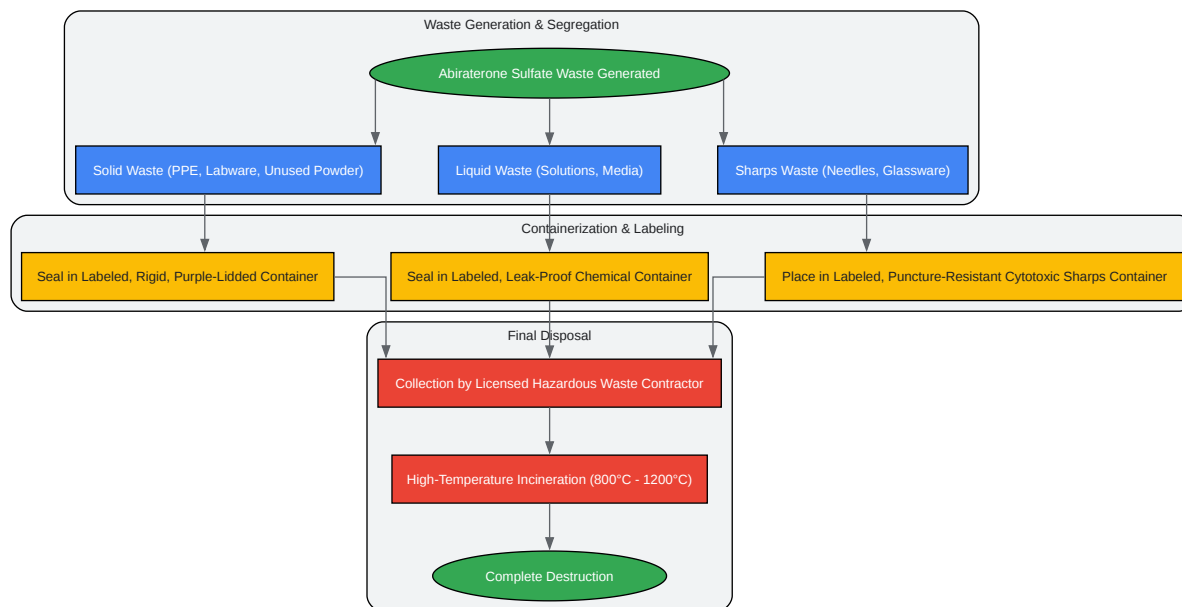 Waste Generation & Segregation
Abiraterone Sulfate Waste Generated
Solid Waste (PPE, Labware, Unused Powder)
Liquid Waste (Solutions, Media)
Sharps Waste (Needles, Glassware)
Containerization & Labeling
Seal in Labeled, Rigid, Purple-Lidded Container
Seal in Labeled, Leak-Proof Chemical Container
Place in Labeled, Puncture-Resistant Cytotoxic Sharps Container
Final Disposal
Collection by Licensed Hazardous Waste Contractor
High-Temperature Incineration (800°C - 1200°C)
Complete Destruction